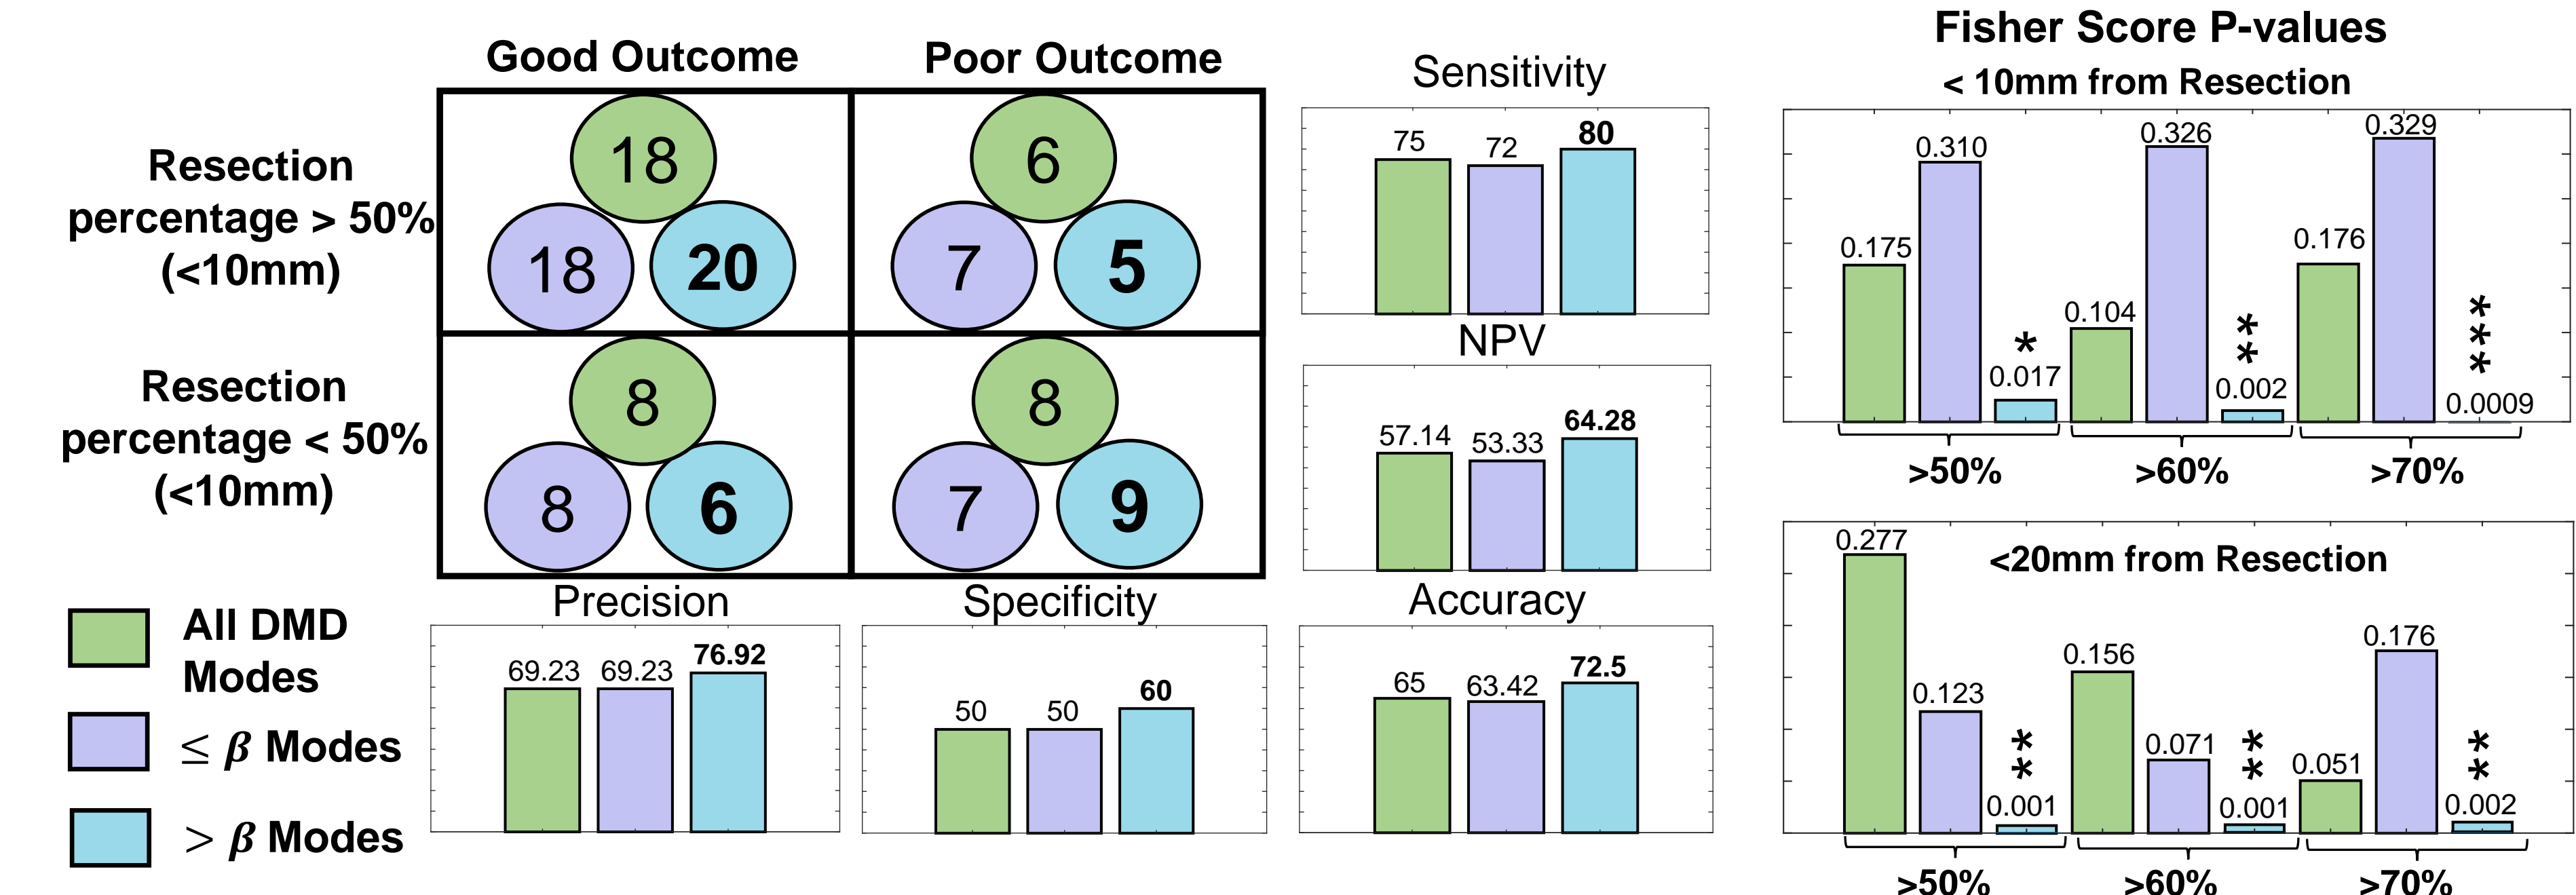 Good Outcome
Poor Outcome
Resection
percentage > 50%
(<10mm)
18
18
20
6
7
5
Resection
percentage < 50%
(<10mm)
8
8
6
8
7
9
All DMD
Modes
≤ β Modes
> β Modes
Precision
69.23 69.23 76.92
Specificity
50 50 60
Sensitivity
75 72 80
NPV
57.14 53.33 64.28
Accuracy
65 63.42 72.5
Fisher Score P-values
< 10mm from Resection
0.175 0.310 * 0.017 0.104 0.326 ** 0.002 0.176 0.329 *** 0.0009
>50% >60% >70%
<20mm from Resection
0.277 0.123 ** 0.001 0.156 0.071 ** 0.001 0.051 0.176 ** 0.002
>50% >60% >70%